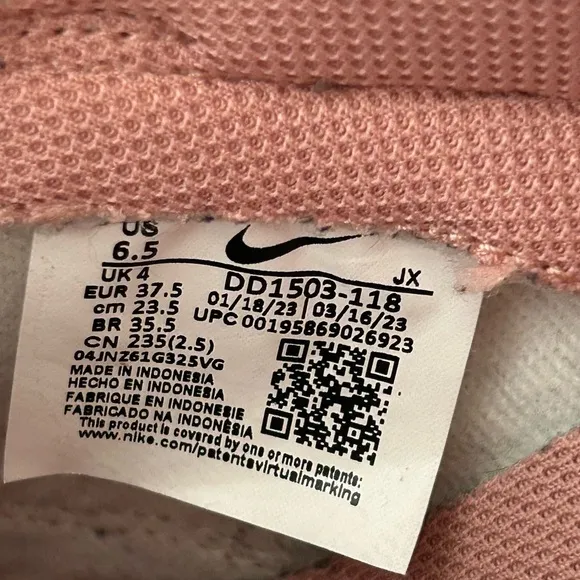 US
6.5
UK 4
EUR 37.5
cm 23.5
BR 35.5
CN 235(2.5)
04JNZ61G325VG
JX
DD1503-118
01/18/23 03/16/23
UPC 00195869026923
MADE IN INDONESIA
HECHO EN INDONESIA
FABRIQUE EN INDONESIE
FABRICADO NA INDONÉSIA
This product is covered by one or more patents:
www.nike.com/patentsvirtualmarking